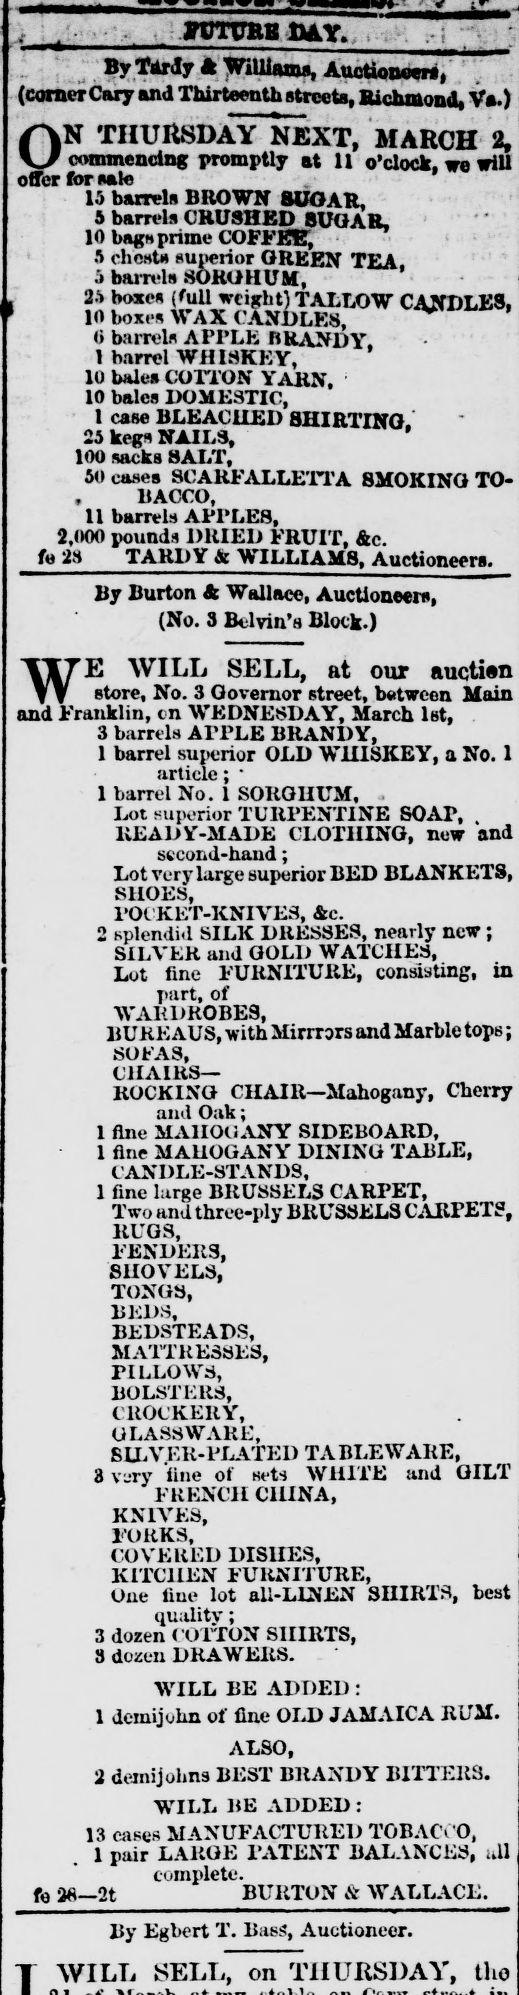 FUTURE DAY.
By Tardy & Williams, Auctioneers,
(corner Cary and Thirteenth streets, Richmond, Va.)
ON THURSDAY NEXT, MARCH 2,
commencing promptly at 11 o'clock, we will
offer for sale
15 barrels BROWN SUGAR,
5 barrels CRUSHED SUGAR,
10 bags prime COFFEE,
5 chests superior GREEN TEA,
5 barrels SORGHUM,
25 boxes (full weight) TALLOW CANDLES,
10 boxes WAX CANDLES,
6 barrels APPLE BRANDY,
1 barrel WHISKEY,
10 bales COTTON YARN,
10 bales DOMESTIC,
1 case BLEACHED SHIRTING,
25 kegs NAILS,
100 sacks SALT,
50 cases SCARFALLETTA SMOKING TO-
BACCO,
11 barrels APPLES,
2,000 pounds DRIED FRUIT, &c.
fe 28 TARDY & WILLIAMS, Auctioneers.
By Burton & Wallace, Auctioneers,
(No. 3 Belvin's Block.)
WE WILL SELL, at our auction
store, No. 3 Governor street, between Main
and Franklin, on WEDNESDAY, March 1st,
3 barrels APPLE BRANDY,
1 barrel superior OLD WHISKEY, a No. 1
article;
1 barrel No. 1 SORGHUM,
Lot superior TURPENTINE SOAP,
READY-MADE CLOTHING, new and
second-hand;
Lot very large superior BED BLANKETS,
SHOES,
POCKET-KNIVES, &c.
2 splendid SILK DRESSES, nearly new;
SILVER and GOLD WATCHES,
Lot fine FURNITURE, consisting, in
part, of
WARDROBES,
BUREAUS, with Mirrrors and Marble tops;
SOFAS,
CHAIRS—
ROCKING CHAIR—Mahogany, Cherry
and Oak;
1 fine MAHOGANY SIDEBOARD,
1 fine MAHOGANY DINING TABLE,
CANDLE-STANDS,
1 fine large BRUSSELS CARPET,
Two and three-ply BRUSSELS CARPETS,
RUGS,
FENDERS,
SHOVELS,
TONGS,
BEDS,
BEDSTEADS,
MATTRESSES,
PILLOWS,
BOLSTERS,
CROCKERY,
GLASSWARE,
SILVER-PLATED TABLEWARE,
3 very fine of sets WHITE and GILT
FRENCH CHINA,
KNIVES,
FORKS,
COVERED DISHES,
KITCHEN FURNITURE,
One fine lot all-LINEN SHIRTS, best
quality;
3 dozen COTTON SHIRTS,
3 dozen DRAWERS.
WILL BE ADDED:
1 demijohn of fine OLD JAMAICA RUM.
ALSO,
2 demijohns BEST BRANDY BITTERS.
WILL BE ADDED:
13 cases MANUFACTURED TOBACCO,
1 pair LARGE PATENT BALANCES, all
complete.
fe 28—2t BURTON & WALLACE.
By Egbert T. Bass, Auctioneer.
I WILL SELL, on THURSDAY, the